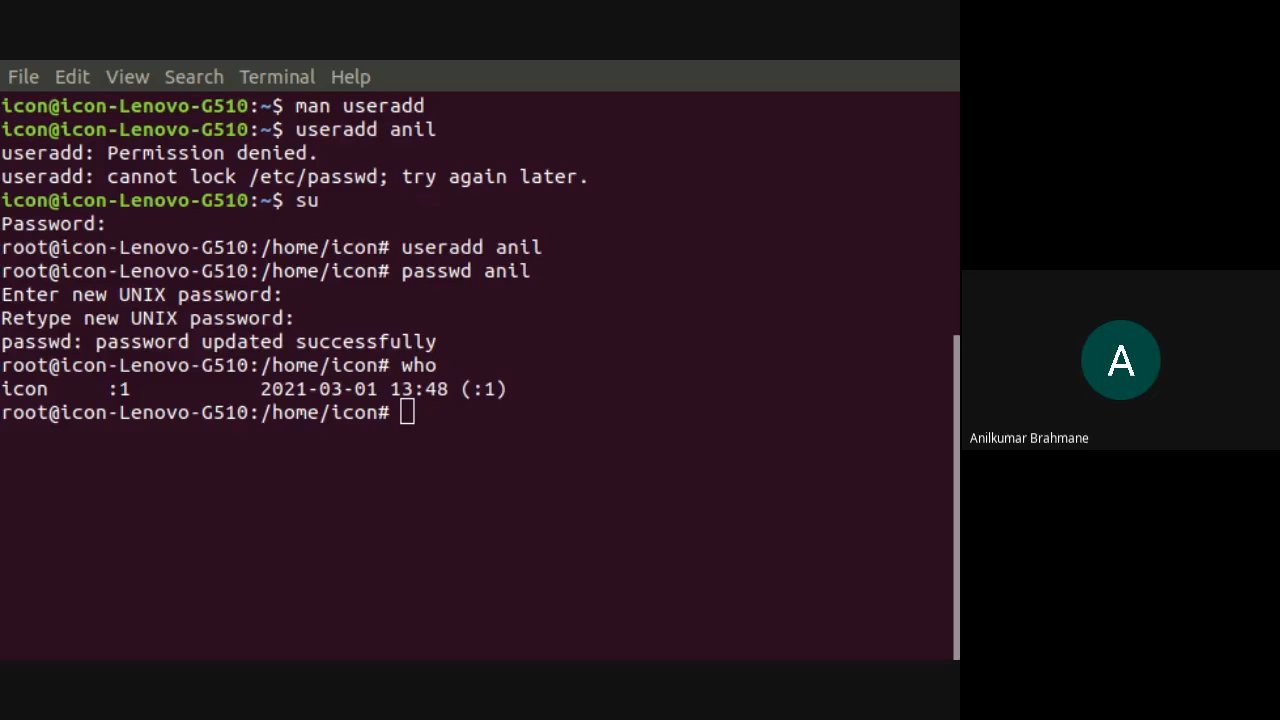 File Edit View Search Terminal Help
icon@icon-Lenovo-G510:~$ man useradd
icon@icon-Lenovo-G510:~$ useradd anil
useradd: Permission denied.
useradd: cannot lock /etc/passwd; try again later.
icon@icon-Lenovo-G510:~$ su
Password:
root@icon-Lenovo-G510:/home/icon# useradd anil
root@icon-Lenovo-G510:/home/icon# passwd anil
Enter new UNIX password:
Retype new UNIX password:
passwd: password updated successfully
root@icon-Lenovo-G510:/home/icon# who
icon     :1           2021-03-01 13:48 (:1)
root@icon-Lenovo-G510:/home/icon#
A
Anilkumar Brahmane